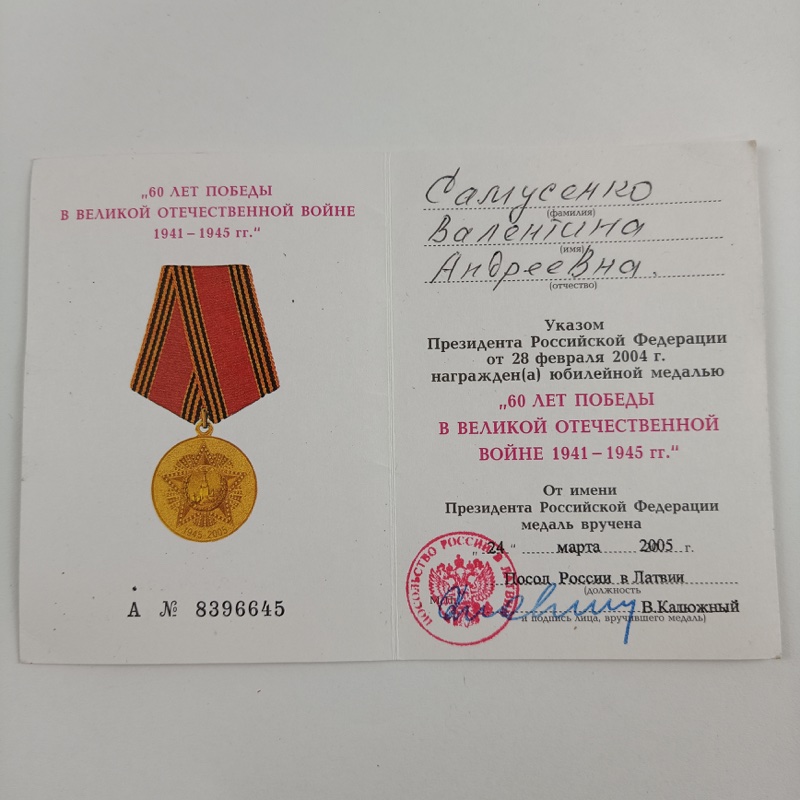 „60 ЛЕТ ПОБЕДЫ
В ВЕЛИКОЙ ОТЕЧЕСТВЕННОЙ ВОЙНЕ
1941 – 1945 гг.“
1945-2005
А № 8396645
Самусенко
(фамилия)
Валентина
(имя)
Андреевна.
(отчество)
Указом
Президента Российской Федерации
от 28 февраля 2004 г.
награжден(а) юбилейной медалью
„60 ЛЕТ ПОБЕДЫ
В ВЕЛИКОЙ ОТЕЧЕСТВЕННОЙ
ВОЙНЕ 1941 – 1945 гг.“
От имени
Президента Российской Федерации
медаль вручена
„24“ марта 2005 г.
ПОСОЛЬСТВО РОССИИ В ЛАТВИИ
Посол России в Латвии
(должность
В.Калюжный
и подпись лица, вручившего медаль)